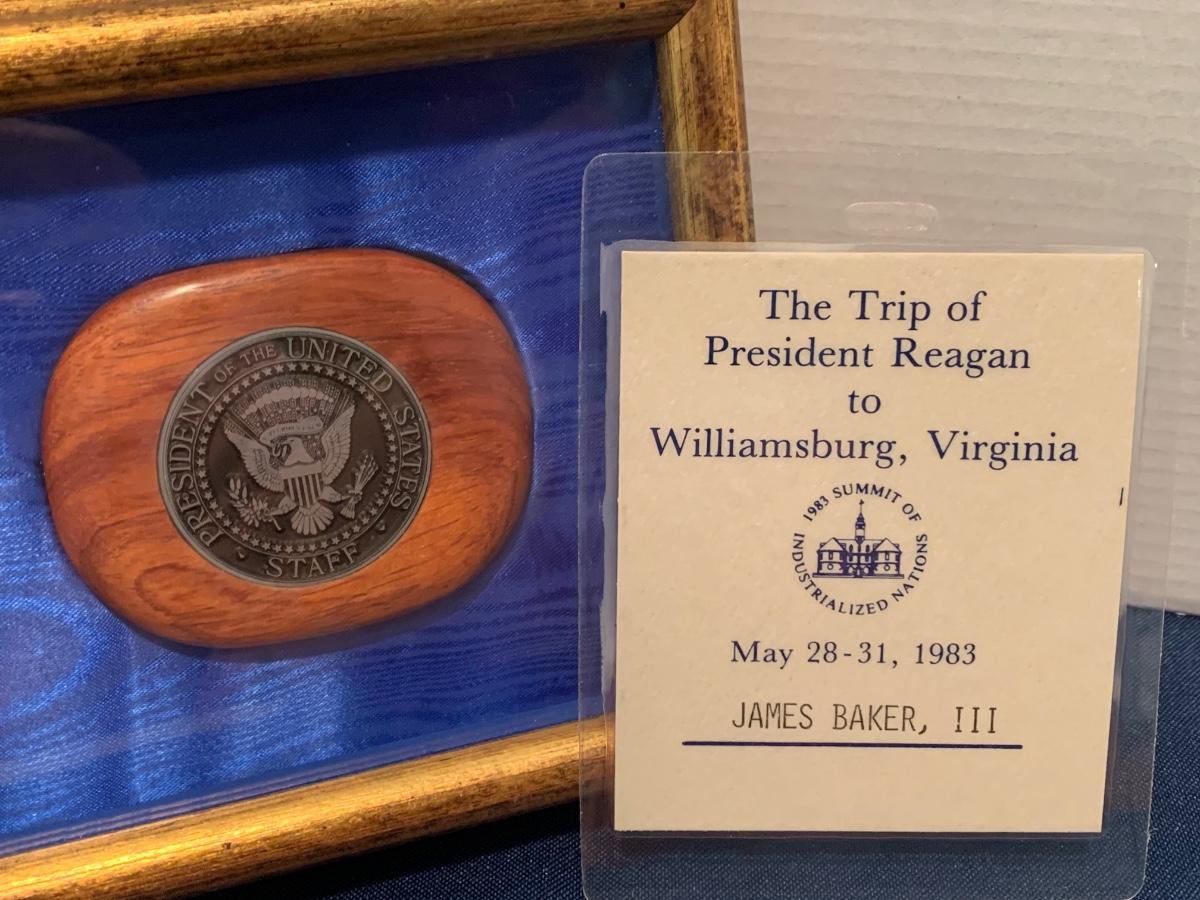 PRESIDENT OF THE UNITED STATES
STAFF
The Trip of
President Reagan
to
Williamsburg, Virginia
1983 SUMMIT OF
INDUSTRIALIZED NATIONS
May 28-31, 1983
JAMES BAKER, III